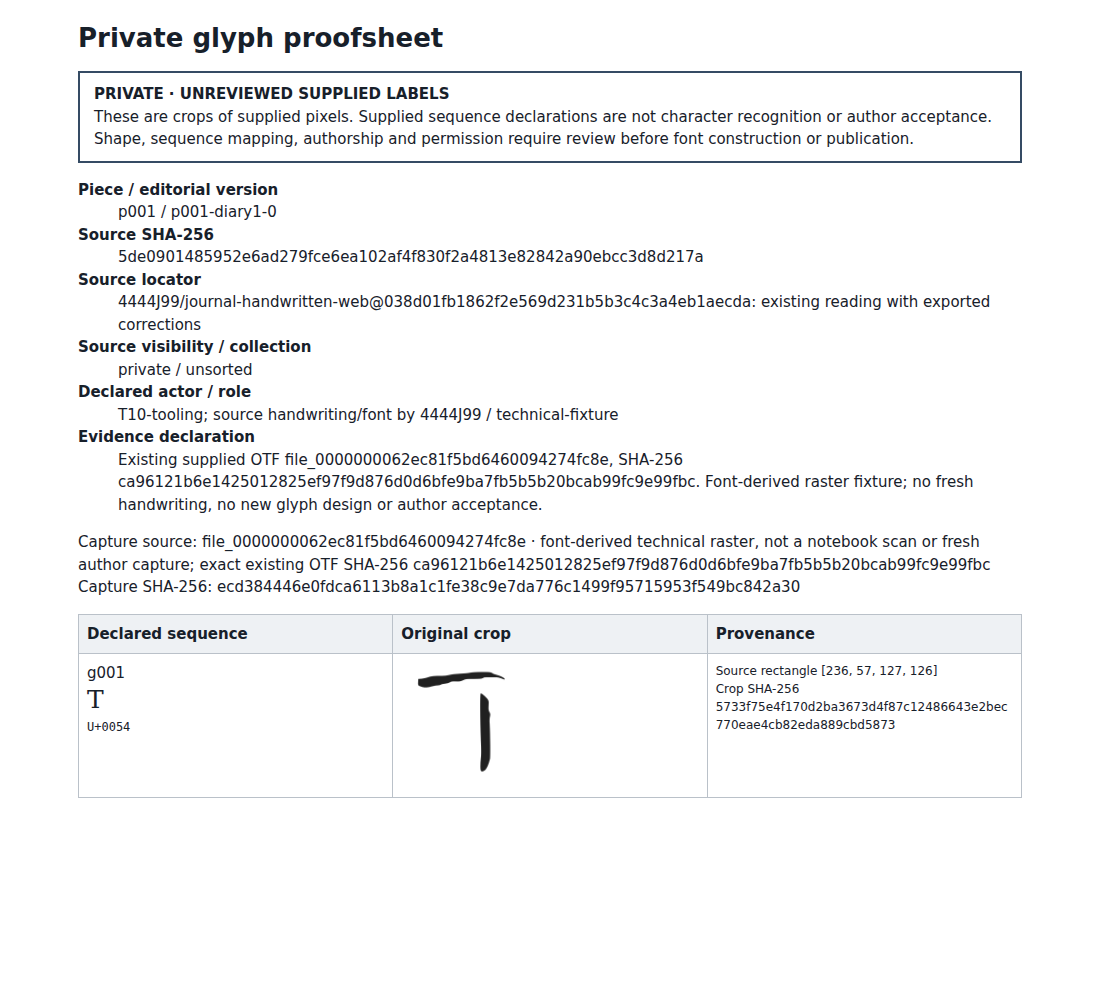 Private glyph proofsheet
PRIVATE · UNREVIEWED SUPPLIED LABELS
These are crops of supplied pixels. Supplied sequence declarations are not character recognition or author acceptance.
Shape, sequence mapping, authorship and permission require review before font construction or publication.
Piece / editorial version
p001 / p001-diary1-0
Source SHA-256
5de0901485952e6ad279fce6ea102af4f830f2a4813e82842a90ebcc3d8d217a
Source locator
4444J99/journal-handwritten-web@038d01fb1862f2e569d231b5b3c4c3a4eb1aecda: existing reading with exported
corrections
Source visibility / collection
private / unsorted
Declared actor / role
T10-tooling; source handwriting/font by 4444J99 / technical-fixture
Evidence declaration
Existing supplied OTF file_0000000062ec81f5bd6460094274fc8e, SHA-256
ca96121b6e1425012825ef97f9d876d0d6bfe9ba7fb5b5b20bcab99fc9e99fbc. Font-derived raster fixture; no fresh
handwriting, no new glyph design or author acceptance.
Capture source: file_0000000062ec81f5bd6460094274fc8e · font-derived technical raster, not a notebook scan or fresh
author capture; exact existing OTF SHA-256 ca96121b6e1425012825ef97f9d876d0d6bfe9ba7fb5b5b20bcab99fc9e99fbc
Capture SHA-256: ecd384446e0fdca6113b8a1c1fe38c9e7da776c1499f95715953f549bc842a30
Declared sequence
Original crop
Provenance
g001
T
U+0054
T
Source rectangle [236, 57, 127, 126]
Crop SHA-256
5733f75e4f170d2ba3673d4f87c12486643e2bec
770eae4cb82eda889cbd5873